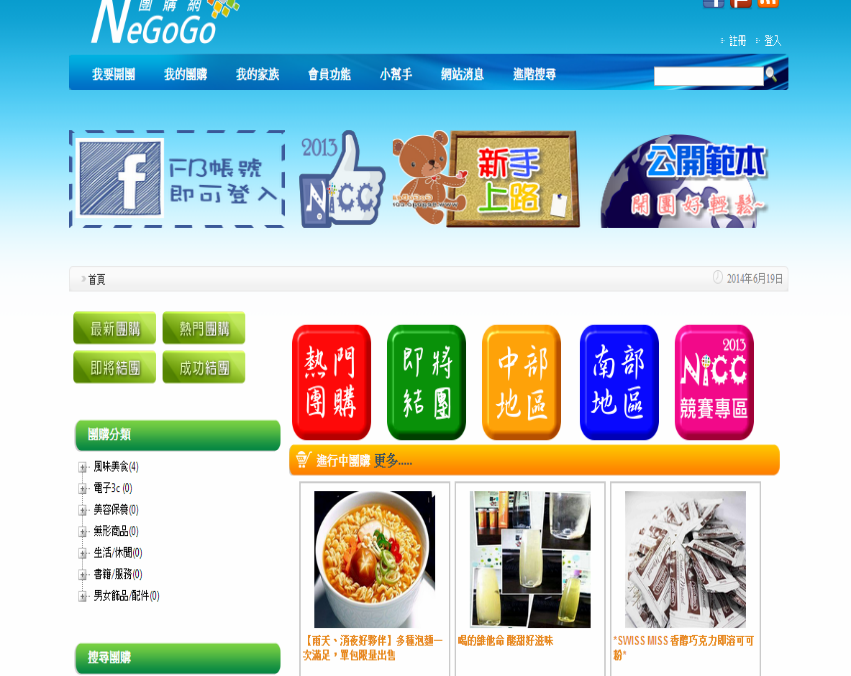 團購網
NeGoGo
註冊 登入
我要開團 我的團購 我的家族 會員功能 小幫手 網站消息 進階搜尋
FB帳號
即可登入
2013
NiCC
新手
上路
公開範本
開團好輕鬆~
首頁
2014年6月19日
最新團購 熱門團購
即將結團 成功結團
熱門
團購
即將
結團
中部
地區
南部
地區
2013
NiCC
競賽專區
團購分類
進行中團購 更多.....
風味美食(4)
電子3c (0)
美容保養(0)
無形商品(0)
生活/休閒(0)
書籍/服務(0)
男女飾品/配件(0)
【雨天、消夜好夥伴】多種泡麵一
次滿足，單包限量出售
喝的維他命 酸甜好滋味
*SWISS MISS 香醇巧克力即溶可可
粉*
搜尋團購